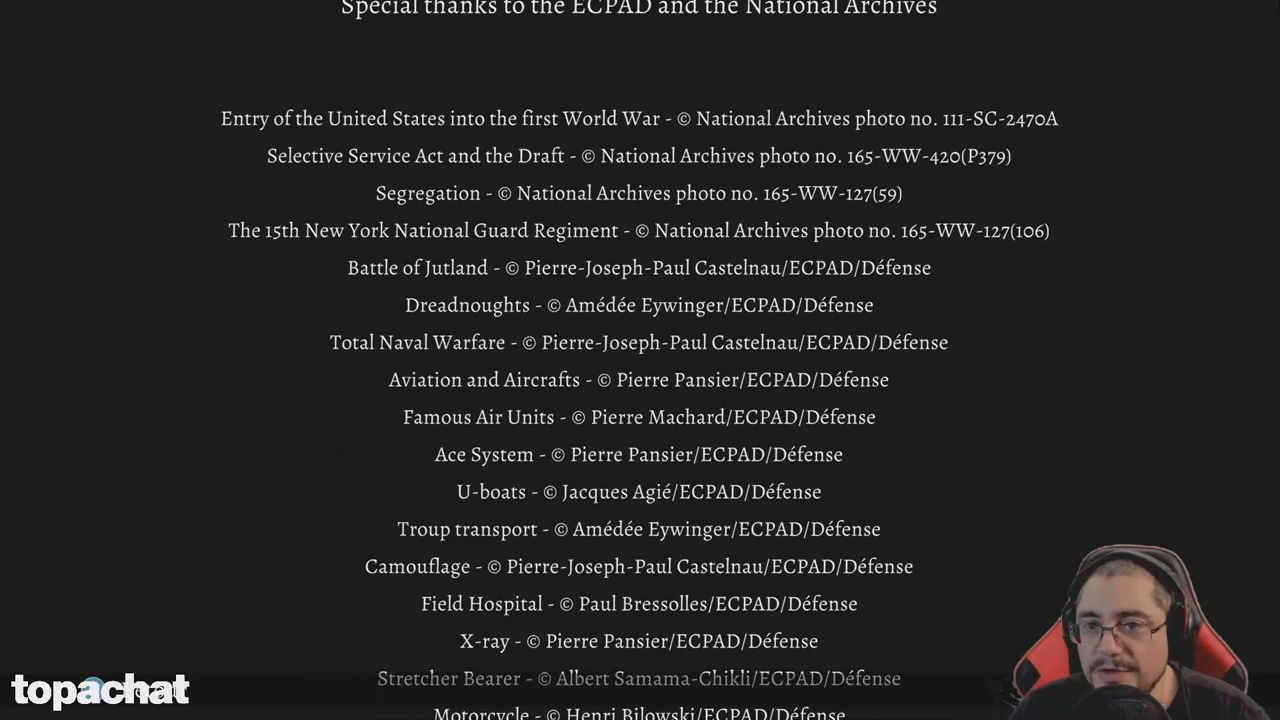 Special thanks to the ECPAD and the National Archives
Entry of the United States into the first World War - © National Archives photo no. 111-SC-2470A
Selective Service Act and the Draft - © National Archives photo no. 165-WW-420(P379)
Segregation - © National Archives photo no. 165-WW-127(59)
The 15th New York National Guard Regiment - © National Archives photo no. 165-WW-127(106)
Battle of Jutland - © Pierre-Joseph-Paul Castelnau/ECPAD/Défense
Dreadnoughts - © Amédée Eywinger/ECPAD/Défense
Total Naval Warfare - © Pierre-Joseph-Paul Castelnau/ECPAD/Défense
Aviation and Aircrafts - © Pierre Pansier/ECPAD/Défense
Famous Air Units - © Pierre Machard/ECPAD/Défense
Ace System - © Pierre Pansier/ECPAD/Défense
U-boats - © Jacques Agié/ECPAD/Défense
Troup transport - © Amédée Eywinger/ECPAD/Défense
Camouflage - © Pierre-Joseph-Paul Castelnau/ECPAD/Défense
Field Hospital - © Paul Bressolles/ECPAD/Défense
X-ray - © Pierre Pansier/ECPAD/Défense
Stretcher Bearer - © Albert Samama-Chikli/ECPAD/Défense
Motorcycle - © Henri Bilowski/ECPAD/Défense
topachat